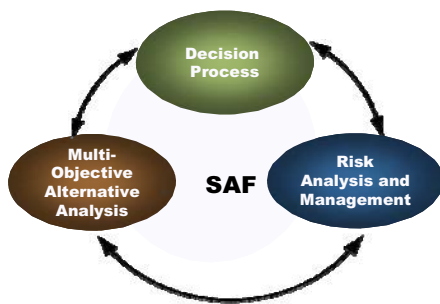 Decision
Process
Multi-
Objective
Alternative
Analysis
SAF
Risk
Analysis and
Management